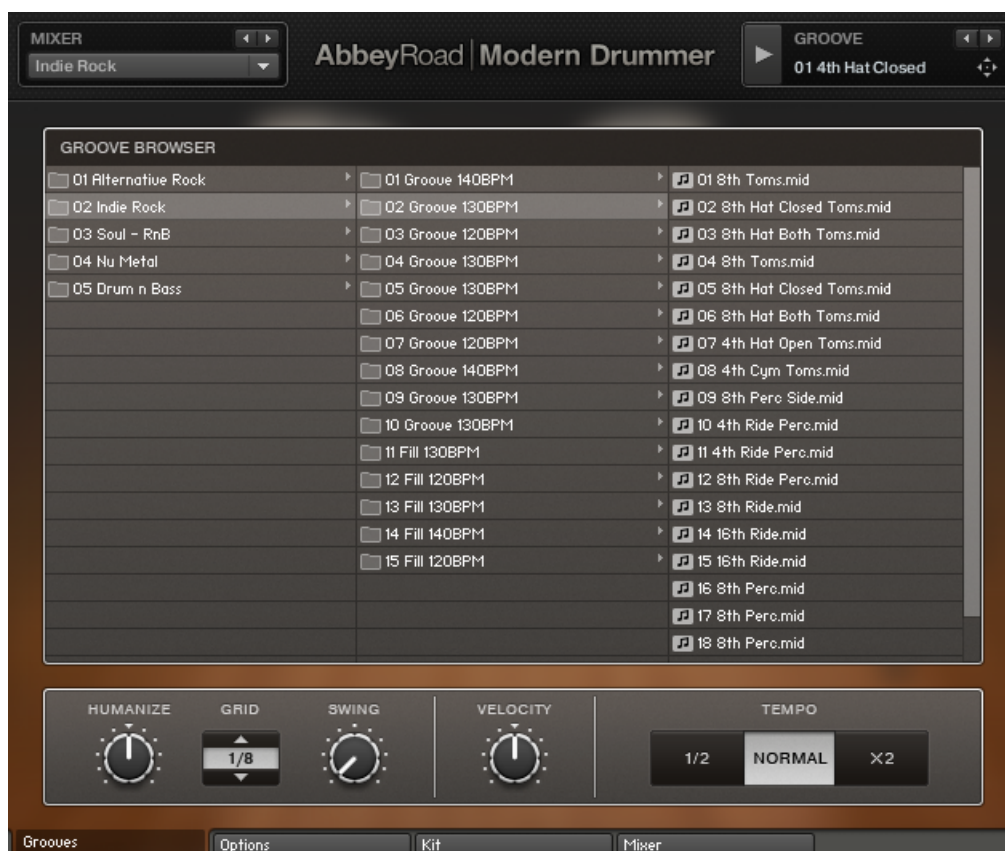 MIXER
Indie Rock
AbbeyRoad | Modern Drummer
GROOVE
01 4th Hat Closed
GROOVE BROWSER
01 Alternative Rock
02 Indie Rock
03 Soul - RnB
04 Nu Metal
05 Drum n Bass
01 Groove 140BPM
02 Groove 130BPM
03 Groove 120BPM
04 Groove 130BPM
05 Groove 130BPM
06 Groove 120BPM
07 Groove 120BPM
08 Groove 140BPM
09 Groove 130BPM
10 Groove 130BPM
11 Fill 130BPM
12 Fill 120BPM
13 Fill 130BPM
14 Fill 140BPM
15 Fill 120BPM
01 8th Toms.mid
02 8th Hat Closed Toms.mid
03 8th Hat Both Toms.mid
04 8th Toms.mid
05 8th Hat Closed Toms.mid
06 8th Hat Both Toms.mid
07 4th Hat Open Toms.mid
08 4th Cym Toms.mid
09 8th Perc Side.mid
10 4th Ride Perc.mid
11 4th Ride Perc.mid
12 8th Ride Perc.mid
13 8th Ride.mid
14 16th Ride.mid
15 16th Ride.mid
16 8th Perc.mid
17 8th Perc.mid
18 8th Perc.mid
HUMANIZE
GRID
1/8
SWING
VELOCITY
TEMPO
1/2
NORMAL
X2
Grooves
Options
Kit
Mixer